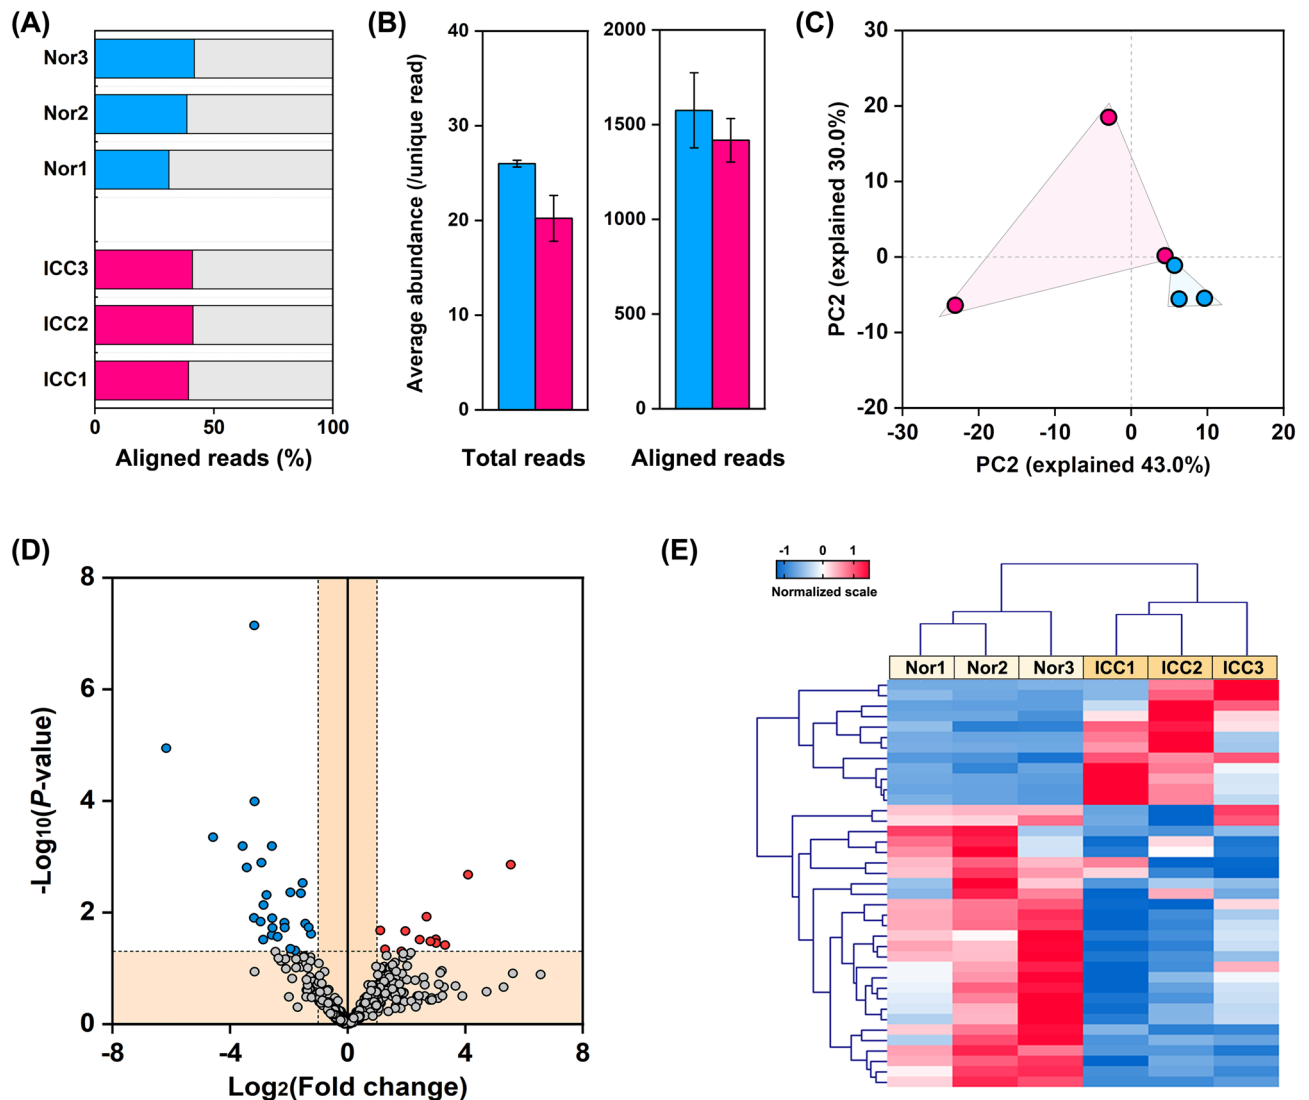 (A)
Nor3
Nor2
Nor1
ICC3
ICC2
ICC1
0 50 100
Aligned reads (%)
(B)
Average abundance (/unique read)
40
30
20
10
0
Total reads
2000
1500
1000
500
0
Aligned reads
(C)
PC2 (explained 30.0%)
30
20
10
0
-10
-20
-30 -20 -10 0 10 20
PC2 (explained 43.0%)
(D)
-Log10(P-value)
8
6
4
2
0
-8 -4 0 4 8
Log2(Fold change)
(E)
-1 0 1
Normalized scale
Nor1 Nor2 Nor3 ICC1 ICC2 ICC3